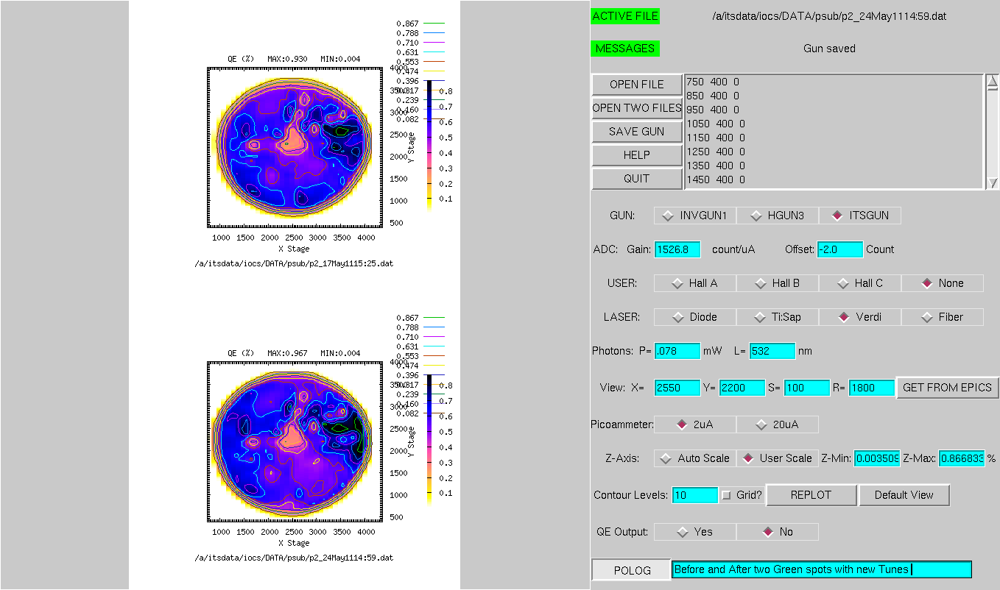 0.867
0.788
0.710
0.631
0.553
0.474
0.396
0.317
0.239
0.160
0.082
QE (%) MAX:0.930 MIN:0.004
4000
3500
3000
2500
2000
1500
1000
500
Y Stage
0.8
0.7
0.6
0.5
0.4
0.3
0.2
0.1
1000 1500 2000 2500 3000 3500 4000
X Stage
/a/itsdata/iocs/DATA/psub/p2_17May1115:25.dat
0.867
0.788
0.710
0.631
0.553
0.474
0.396
0.317
0.239
0.160
0.082
QE (%) MAX:0.967 MIN:0.004
4000
3500
3000
2500
2000
1500
1000
500
Y Stage
0.8
0.7
0.6
0.5
0.4
0.3
0.2
0.1
1000 1500 2000 2500 3000 3500 4000
X Stage
/a/itsdata/iocs/DATA/psub/p2_24May1114:59.dat
ACTIVE FILE /a/itsdata/iocs/DATA/psub/p2_24May1114:59.dat
MESSAGES Gun saved
OPEN FILE
OPEN TWO FILES
SAVE GUN
HELP
QUIT
750 400 0
850 400 0
950 400 0
1050 400 0
1150 400 0
1250 400 0
1350 400 0
1450 400 0
GUN: INVGUN1 HGUN3 ITSGUN
ADC: Gain: 1526.8 count/uA Offset: -2.0 Count
USER: Hall A Hall B Hall C None
LASER: Diode Ti:Sap Verdi Fiber
Photons: P= .078 mW L= 532 nm
View: X= 2550 Y= 2200 S= 100 R= 1800 GET FROM EPICS
Picoammeter: 2uA 20uA
Z-Axis: Auto Scale User Scale Z-Min: 0.003509 Z-Max: 0.866833 %
Contour Levels: 10 Grid? REPLOT Default View
QE Output: Yes No
POLOG Before and After two Green spots with new Tunes